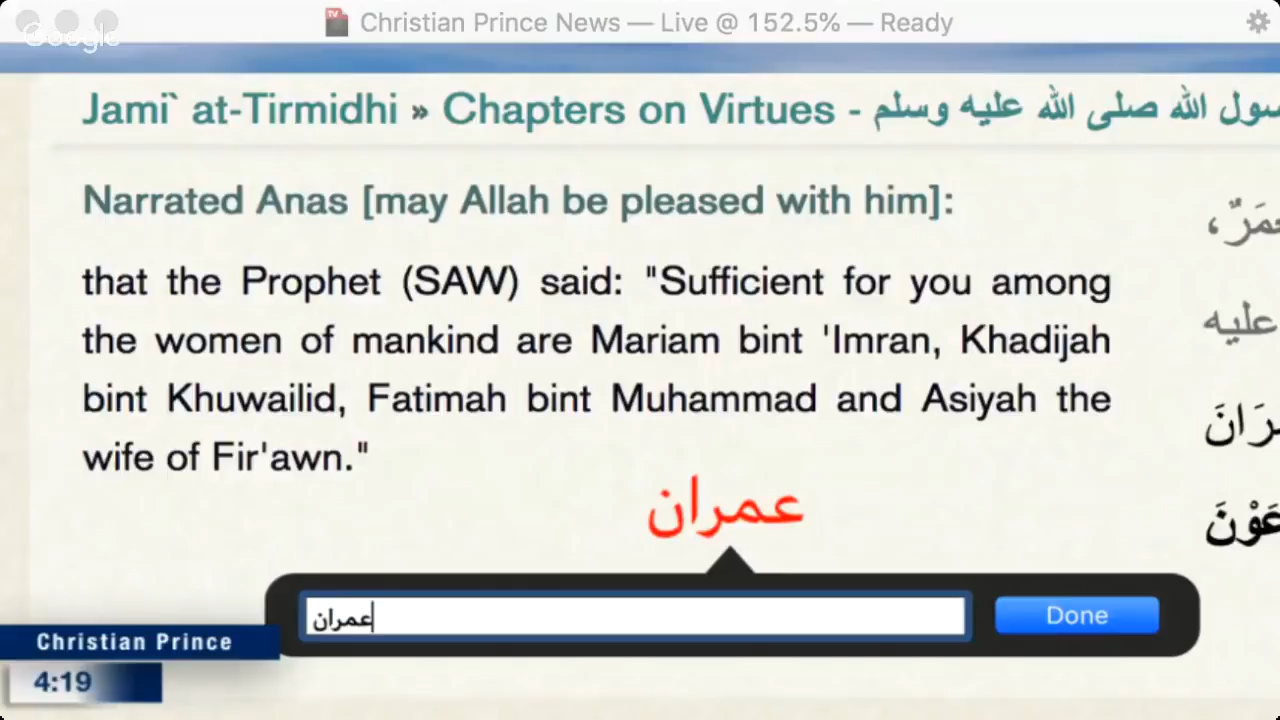 Google
Christian Prince News — Live @ 152.5% — Ready
Jami` at-Tirmidhi » Chapters on Virtues - سول الله صلى الله عليه وسلم
Narrated Anas [may Allah be pleased with him]:
that the Prophet (SAW) said: "Sufficient for you among
the women of mankind are Mariam bint 'Imran, Khadijah
bint Khuwailid, Fatimah bint Muhammad and Asiyah the
wife of Fir'awn."
عليه
عمران
عمران
Done
Christian Prince
4:19